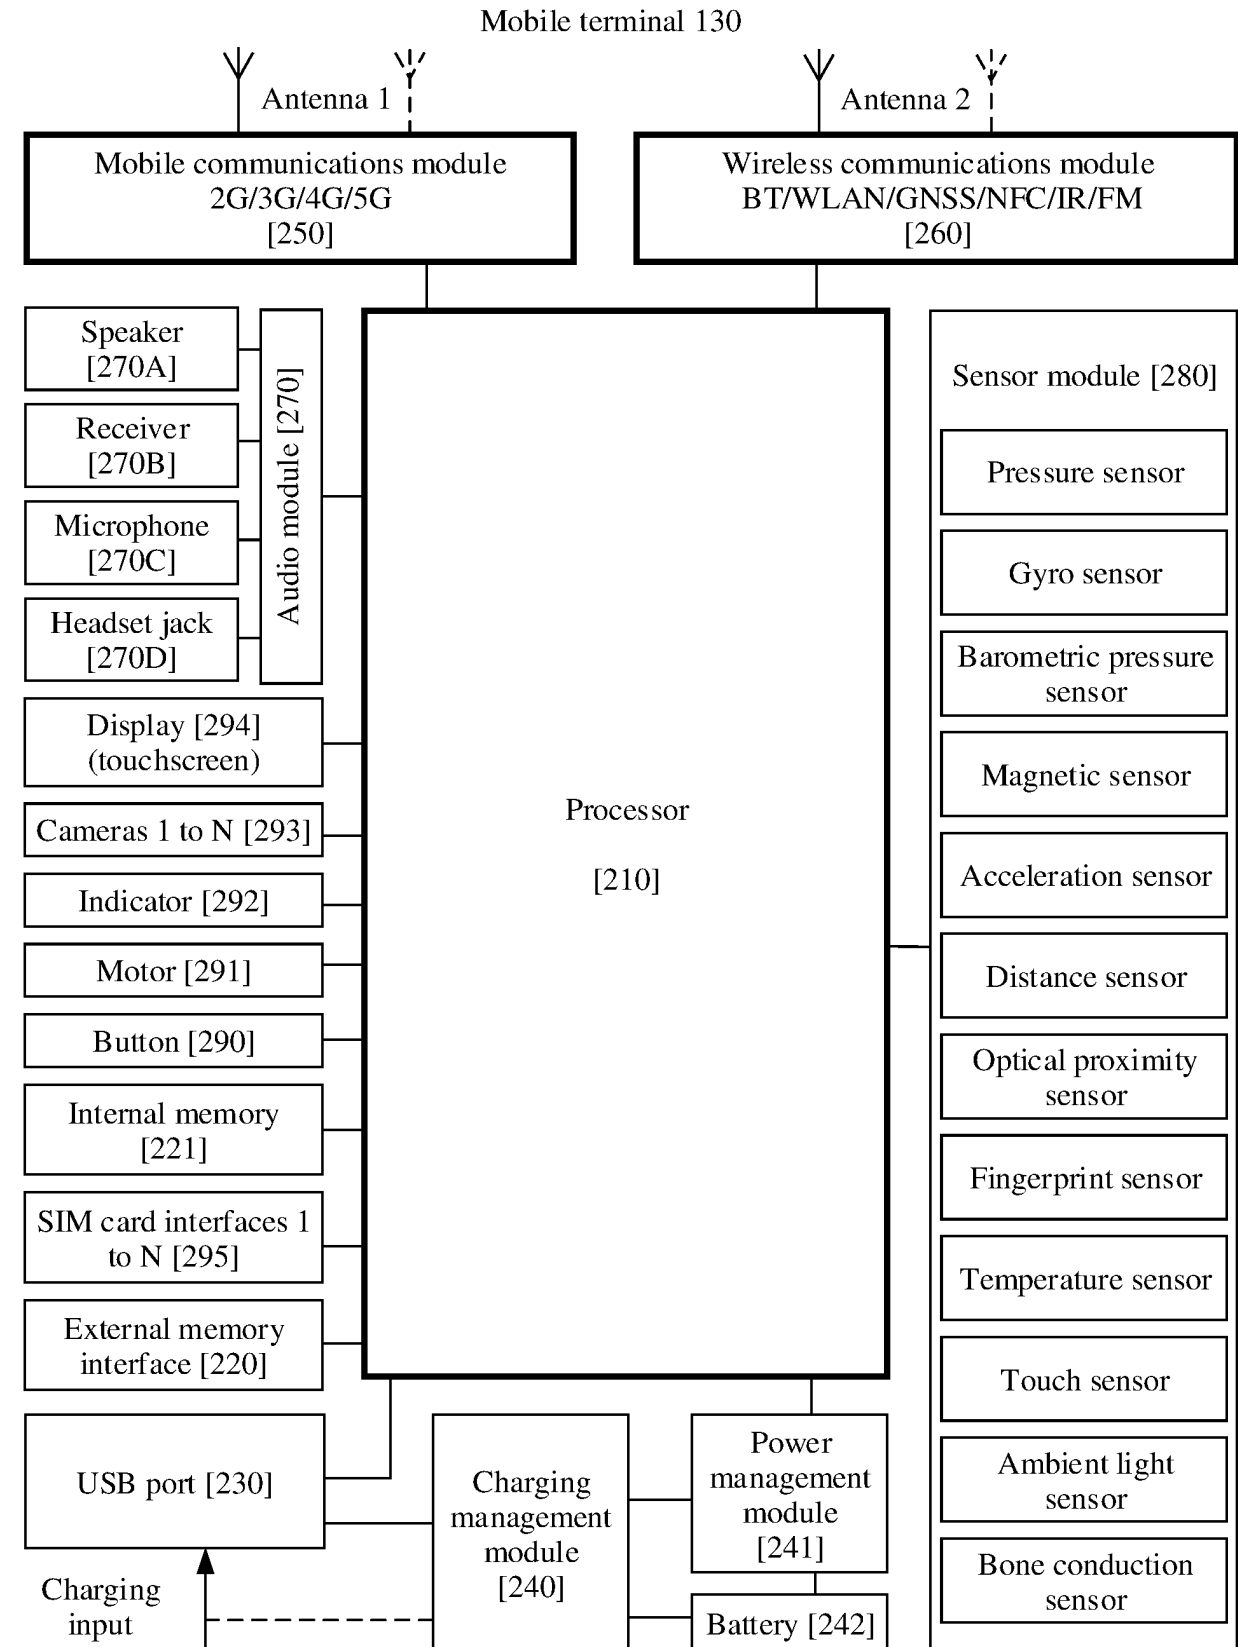 Mobile terminal 130
Antenna 1
Antenna 2
Mobile communications module
2G/3G/4G/5G
[250]
Wireless communications module
BT/WLAN/GNSS/NFC/IR/FM
[260]
Speaker
[270A]
Receiver
[270B]
Microphone
[270C]
Headset jack
[270D]
Audio module [270]
Display [294]
(touchscreen)
Cameras 1 to N [293]
Indicator [292]
Motor [291]
Button [290]
Internal memory
[221]
SIM card interfaces 1
to N [295]
External memory
interface [220]
Processor
[210]
Sensor module [280]
Pressure sensor
Gyro sensor
Barometric pressure
sensor
Magnetic sensor
Acceleration sensor
Distance sensor
Optical proximity
sensor
Fingerprint sensor
Temperature sensor
Touch sensor
Ambient light
sensor
Bone conduction
sensor
USB port [230]
Charging
input
Charging
management
module
[240]
Power
management
module
[241]
Battery [242]